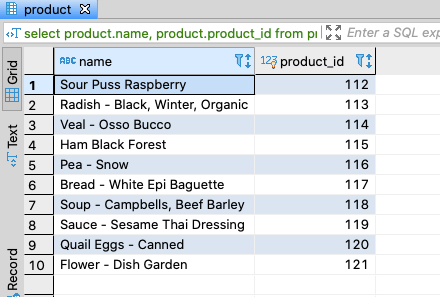 product
select product.name, product.product_id from pr
Enter a SQL exp
Grid
Text
Record
ABC name
123 product_id
1 Sour Puss Raspberry 112
2 Radish - Black, Winter, Organic 113
3 Veal - Osso Bucco 114
4 Ham Black Forest 115
5 Pea - Snow 116
6 Bread - White Epi Baguette 117
7 Soup - Campbells, Beef Barley 118
8 Sauce - Sesame Thai Dressing 119
9 Quail Eggs - Canned 120
10 Flower - Dish Garden 121